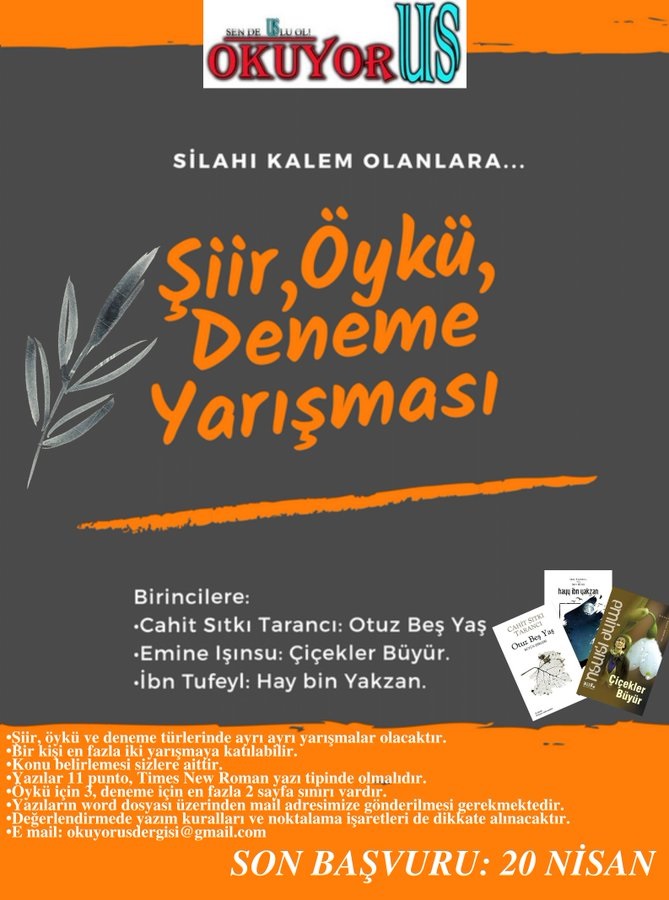 SEN DE USLU OL!
OKUYORUS
SİLAHI KALEM OLANLARA...
Şiir,Öykü,
Deneme
Yarışması
Birincilere:
•Cahit Sıtkı Tarancı: Otuz Beş Yaş
•Emine Işınsu: Çiçekler Büyür.
•İbn Tufeyl: Hay bin Yakzan.
hayy ibn yakzan
CAHİT SITKI
TARANCI
Otuz Beş Yaş
emine ışınsu
Çiçekler
Büyür
•Şiir, öykü ve deneme türlerinde ayrı ayrı yarışmalar olacaktır.
•Bir kişi en fazla iki yarışmaya katılabilir.
•Konu belirlemesi sizlere aittir.
•Yazılar 11 punto, Times New Roman yazı tipinde olmalıdır.
•Öykü için 3, deneme için en fazla 2 sayfa sınırı vardır.
•Yazıların word dosyası üzerinden mail adresimize gönderilmesi gerekmektedir.
•Değerlendirmede yazım kuralları ve noktalama işaretleri de dikkate alınacaktır.
•E mail: okuyorusdergisi@gmail.com
SON BAŞVURU: 20 NİSAN